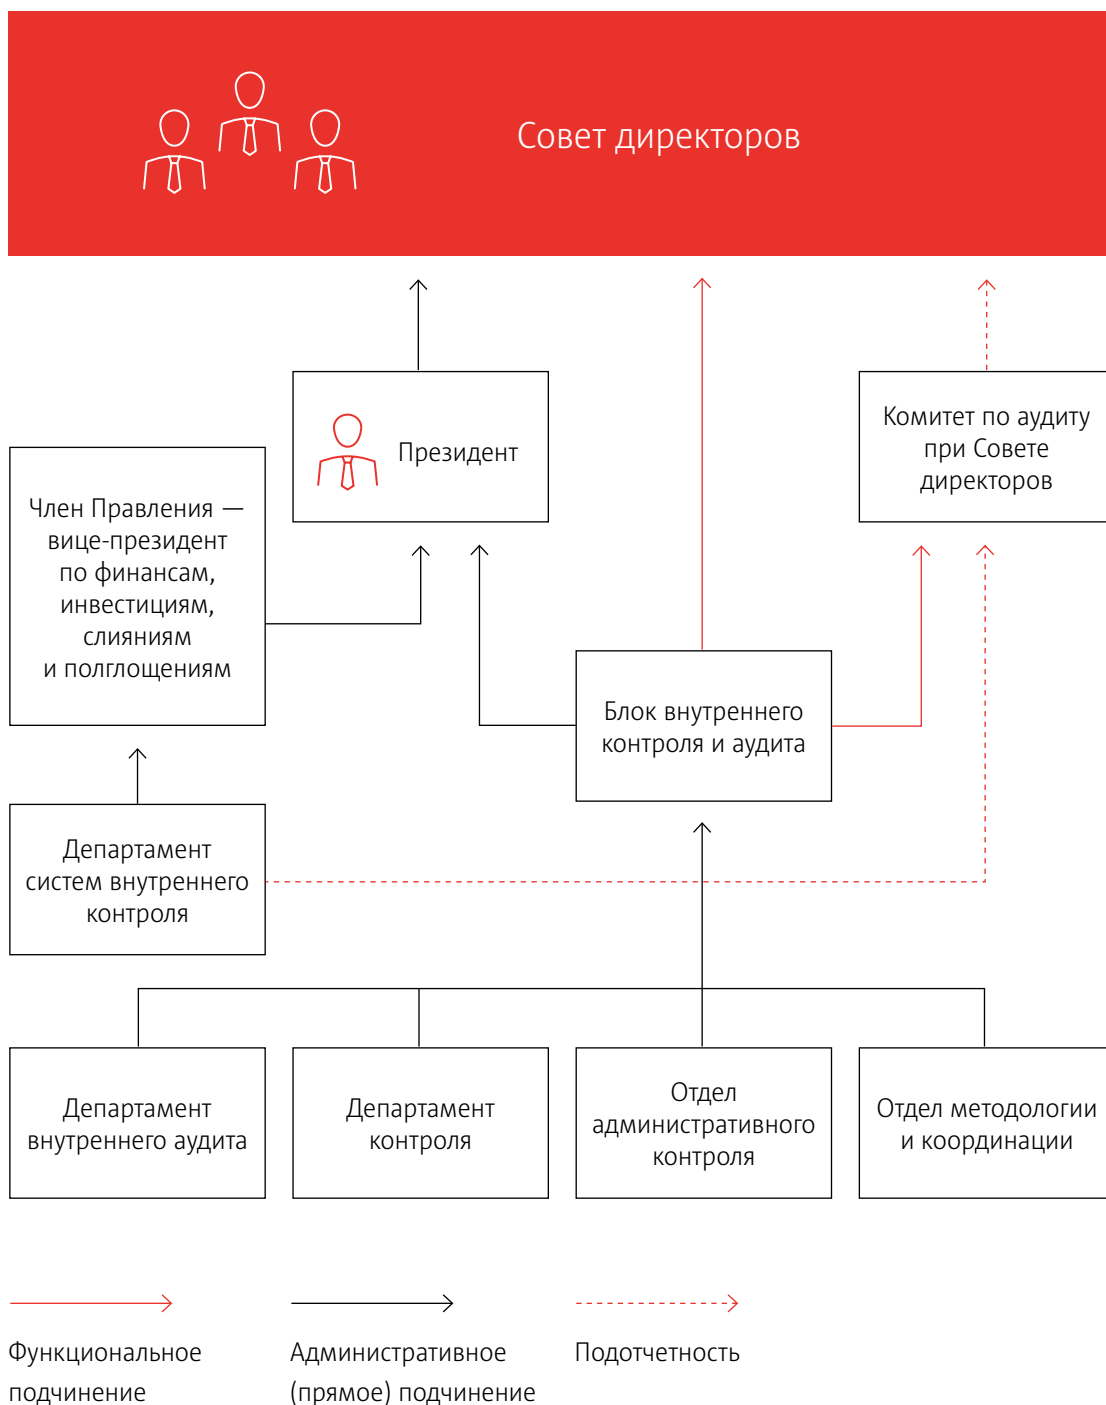 Совет директоров
Президент
Комитет по аудиту
при Совете
директоров
Член Правления —
вице-президент
по финансам,
инвестициям,
слияниям
и полглощениям
Блок внутреннего
контроля и аудита
Департамент
систем внутреннего
контроля
Департамент
внутреннего аудита
Департамент
контроля
Отдел
административного
контроля
Отдел методологии
и координации
Функциональное
подчинение
Административное
(прямое) подчинение
Подотчетность